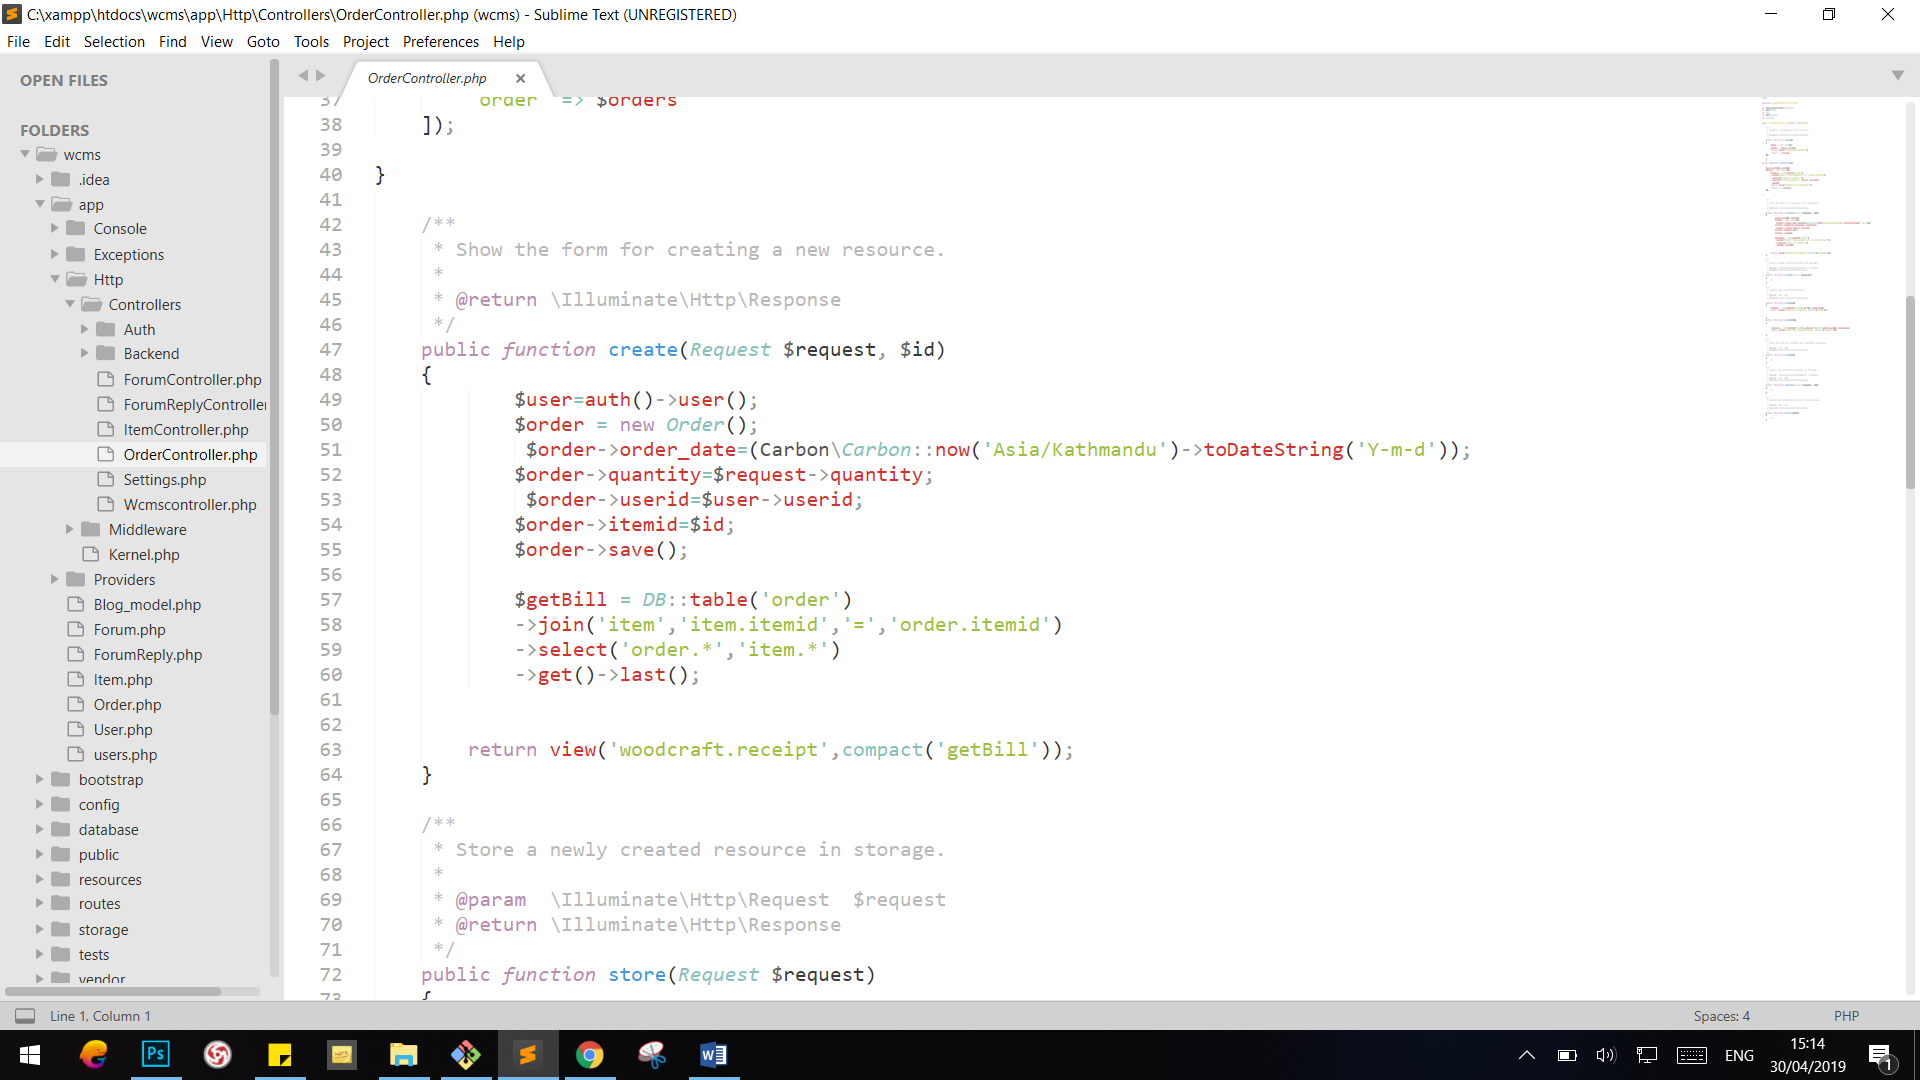 C:\xampp\htdocs\wcms\app\Http\Controllers\OrderController.php (wcms) - Sublime Text (UNREGISTERED)
File Edit Selection Find View Goto Tools Project Preferences Help
OPEN FILES
FOLDERS
wcms
.idea
app
Console
Exceptions
Http
Controllers
Auth
Backend
ForumController.php
ForumReplyController
ItemController.php
OrderController.php
Settings.php
Wcmscontroller.php
Middleware
Kernel.php
Providers
Blog_model.php
Forum.php
ForumReply.php
Item.php
Order.php
User.php
users.php
bootstrap
config
database
public
resources
routes
storage
tests
vendor
OrderController.php
37 order => $orders
38 ]);
39
40 }
41
42 /**
43 * Show the form for creating a new resource.
44 *
45 * @return \Illuminate\Http\Response
46 */
47 public function create(Request $request, $id)
48 {
49 $user=auth()->user();
50 $order = new Order();
51 $order->order_date=(Carbon\Carbon::now('Asia/Kathmandu')->toDateString('Y-m-d'));
52 $order->quantity=$request->quantity;
53 $order->userid=$user->userid;
54 $order->itemid=$id;
55 $order->save();
56
57 $getBill = DB::table('order')
58 ->join('item','item.itemid','=','order.itemid')
59 ->select('order.*','item.*')
60 ->get()->last();
61
62
63 return view('woodcraft.receipt',compact('getBill'));
64 }
65
66 /**
67 * Store a newly created resource in storage.
68 *
69 * @param \Illuminate\Http\Request $request
70 * @return \Illuminate\Http\Response
71 */
72 public function store(Request $request)
73 {
Line 1, Column 1
Spaces: 4
PHP
Ps
ENG
15:14
30/04/2019
1